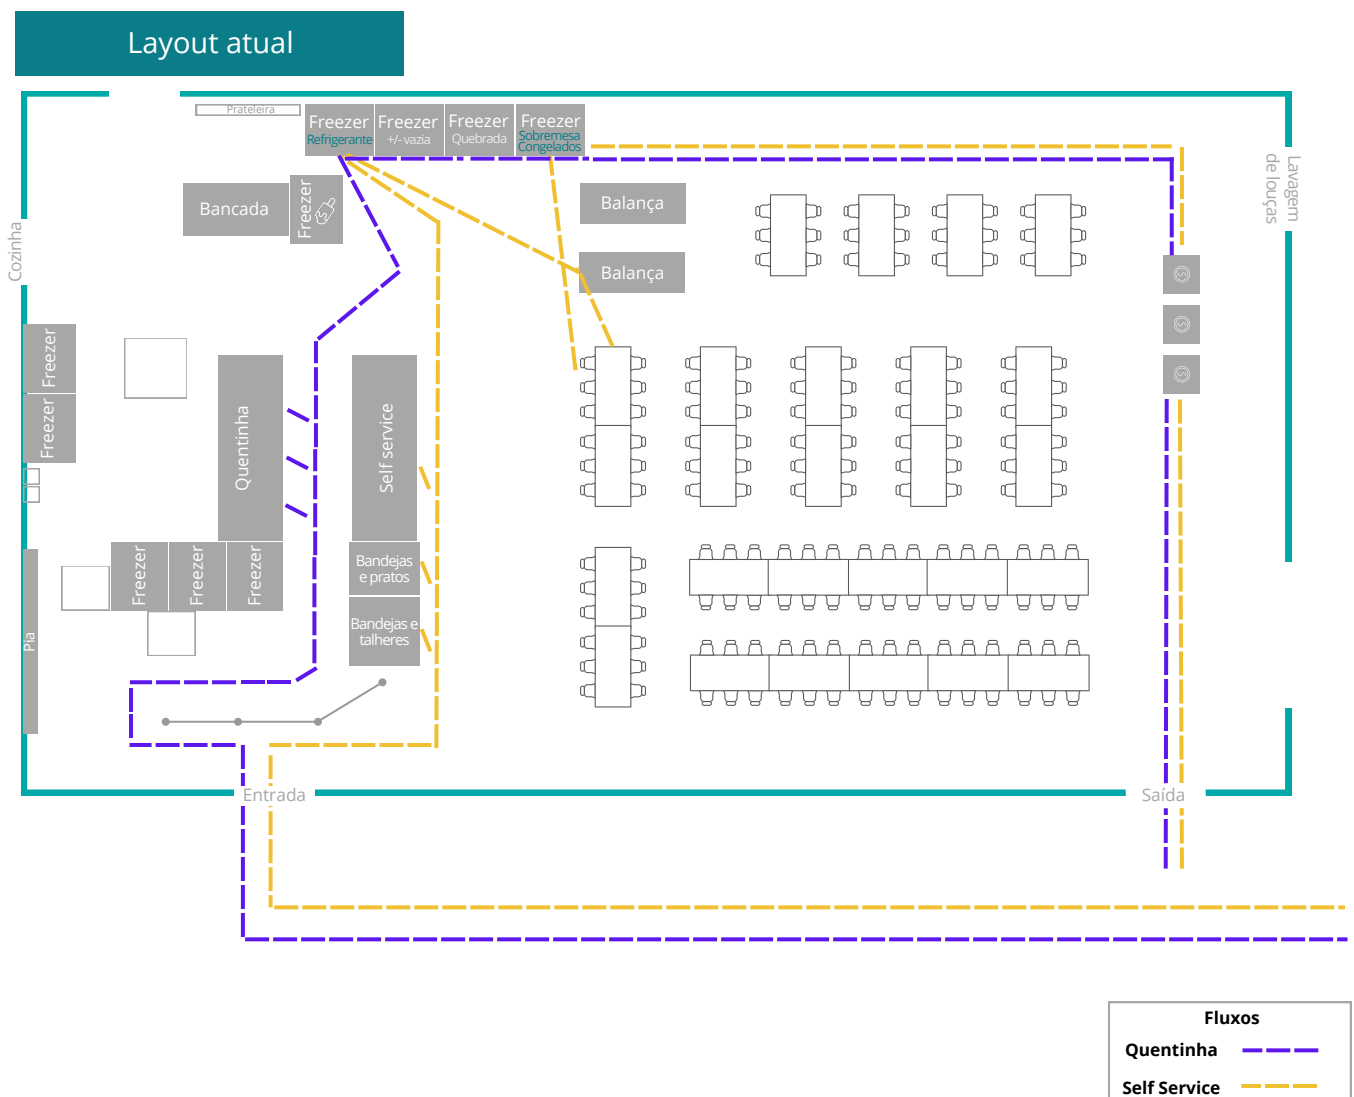 Layout atual
Prateleira
Freezer
Refrigerante
Freezer
+/- vazia
Freezer
Quebrada
Freezer
Sobremesa
Congelados
Lavagem
de louças
Bancada
Freezer
Balança
Cozinha
Balança
Freezer
Freezer
Quentinha
Self service
Freezer
Freezer
Freezer
Bandejas
e pratos
Bandejas e
talheres
Pia
Entrada
Saída
Fluxos
Quentinha
Self Service